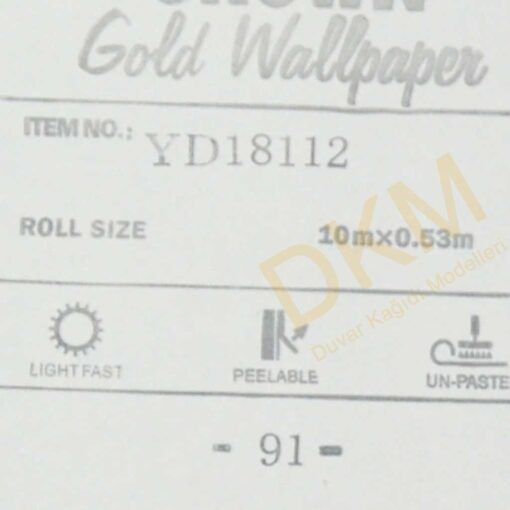 CROWN
Gold Wallpaper
ITEM NO.: YD18112
ROLL SIZE 10m×0.53m
DKM
Duvar Kağıdı Modelleri
LIGHT FAST PEELABLE UN-PASTE
- 91 -